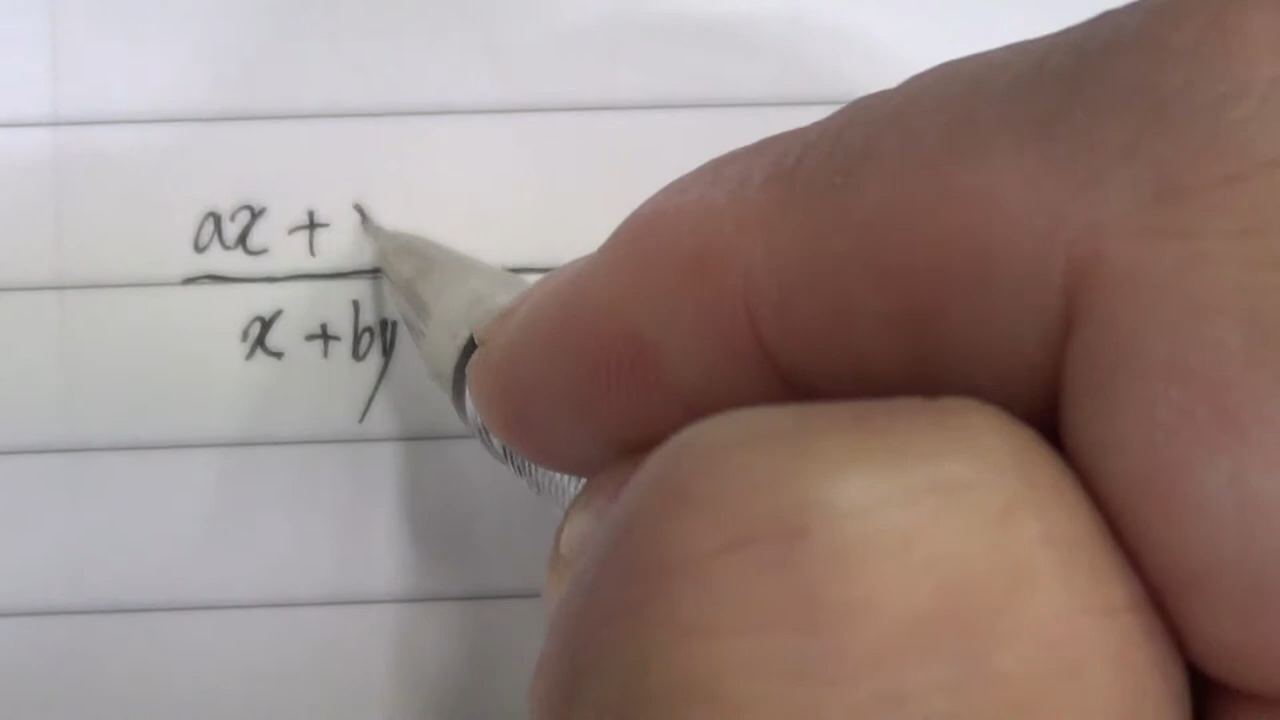 ax +
x + by